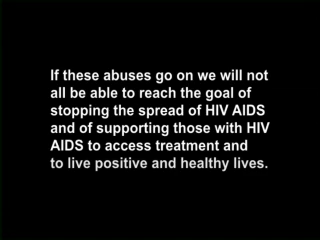 If these abuses go on we will not
all be able to reach the goal of
stopping the spread of HIV AIDS
and of supporting those with HIV
AIDS to access treatment and
to live positive and healthy lives.